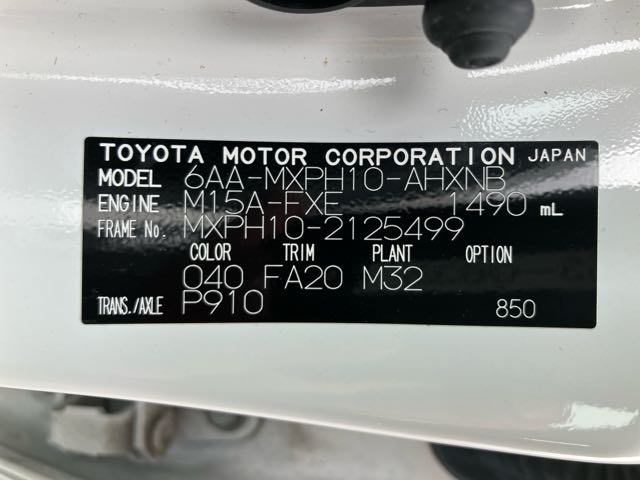 TOYOTA MOTOR CORPORATION JAPAN
MODEL 6AA-MXPH10-AHXNB
ENGINE M15A-FXE 1490 mL
FRAME No. MXPH10-2125499
COLOR TRIM PLANT OPTION
040 FA20 M32
TRANS./AXLE P910 850